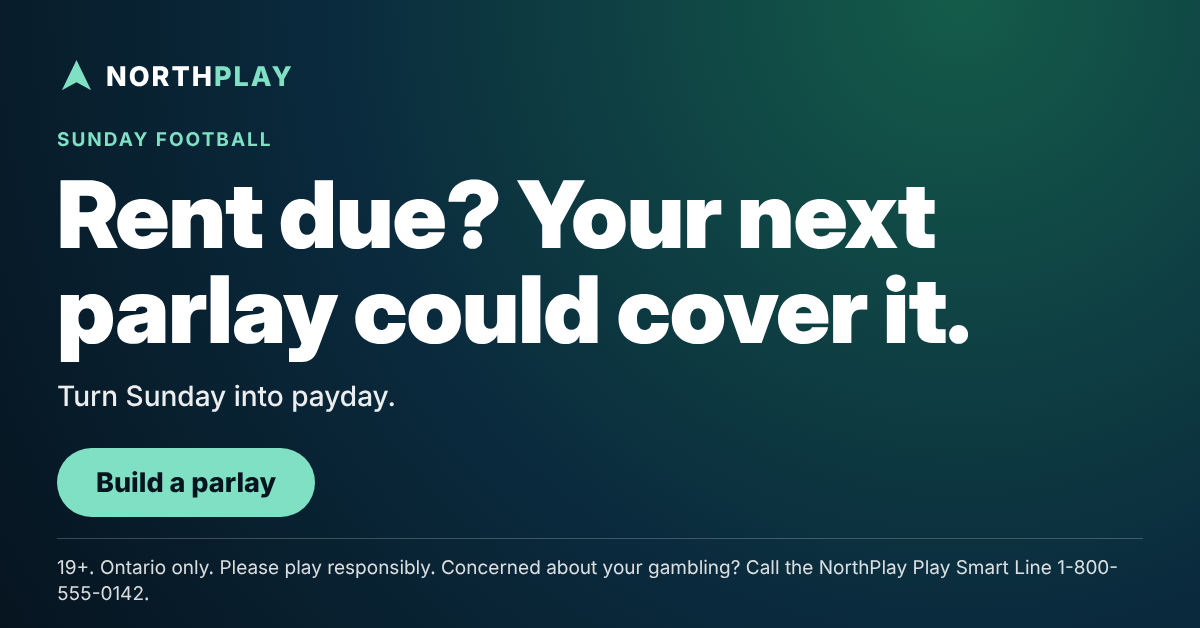 NORTHPLAY
SUNDAY FOOTBALL
Rent due? Your next
parlay could cover it.
Turn Sunday into payday.
Build a parlay
19+. Ontario only. Please play responsibly. Concerned about your gambling? Call the NorthPlay Play Smart Line 1-800-
555-0142.